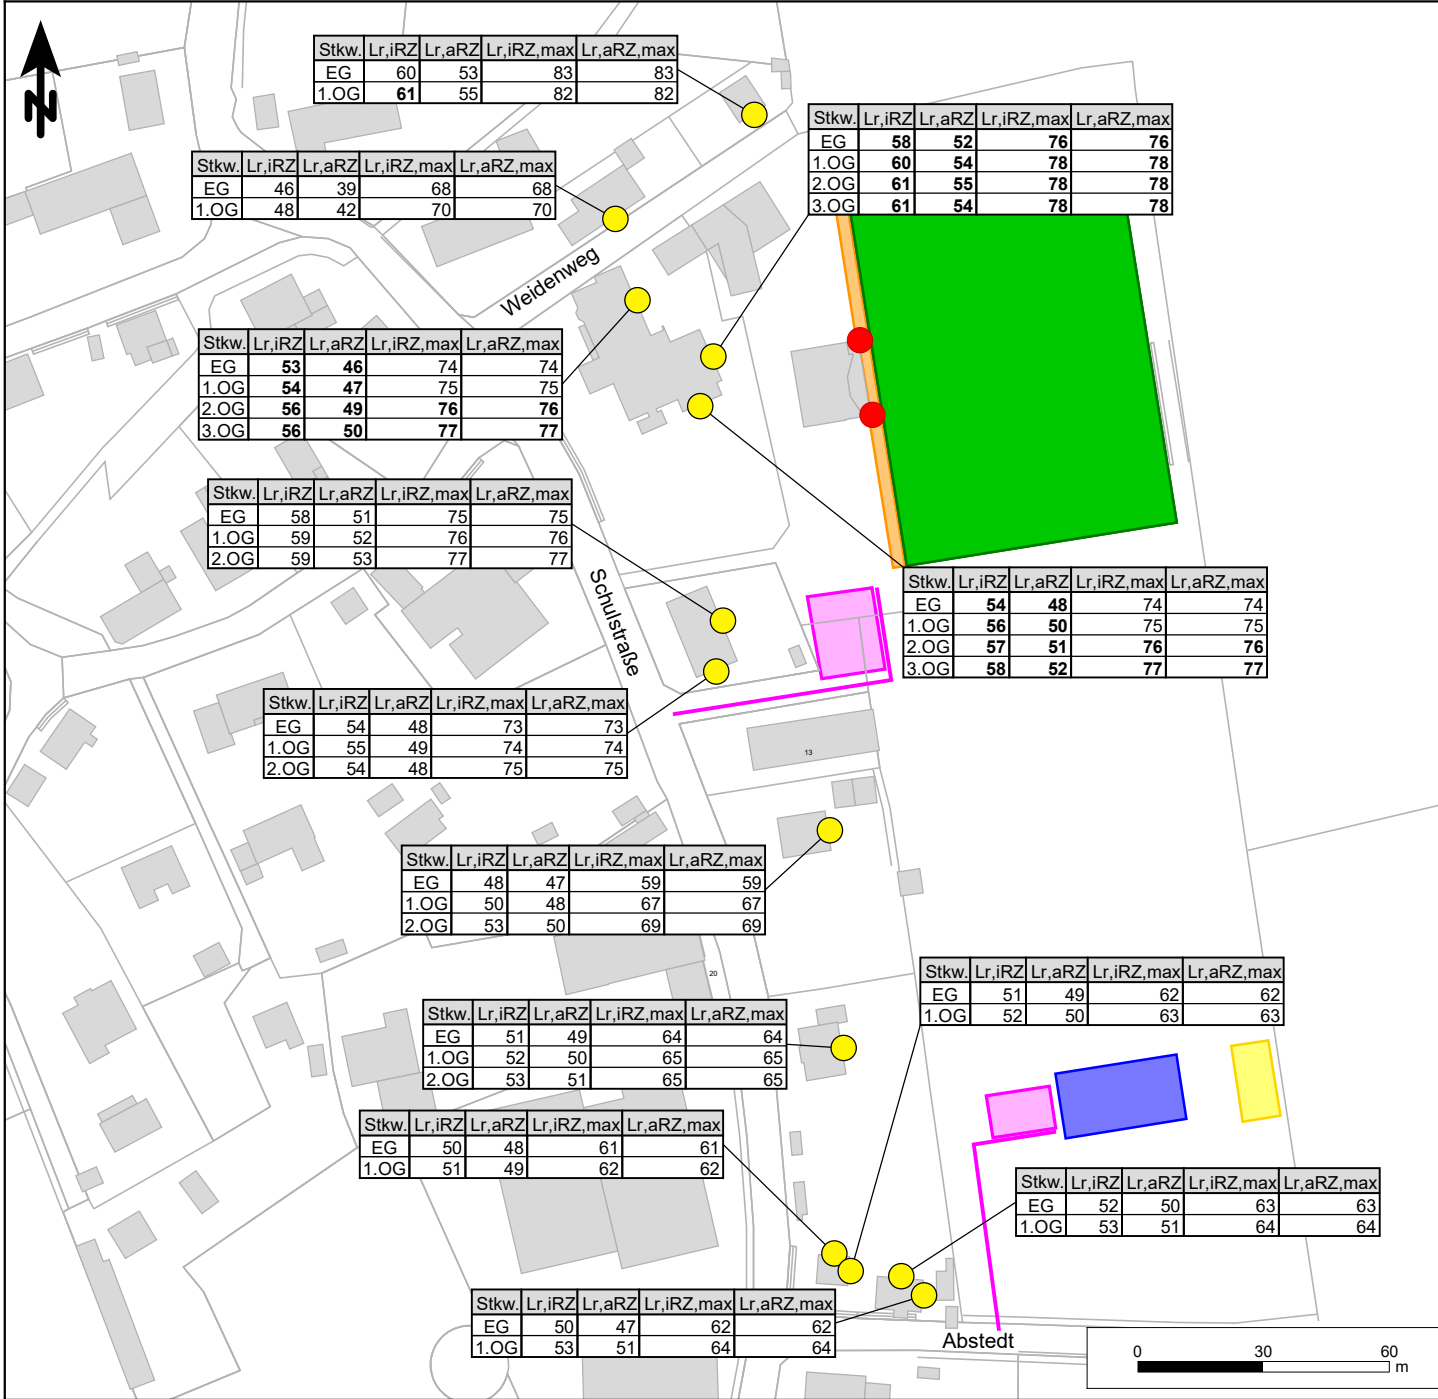 N
Stkw. Lr,iRZ Lr,aRZ Lr,iRZ,max Lr,aRZ,max
EG 60 53 83 83
1.OG 61 55 82 82
Stkw. Lr,iRZ Lr,aRZ Lr,iRZ,max Lr,aRZ,max
EG 58 52 76 76
1.OG 60 54 78 78
2.OG 61 55 78 78
3.OG 61 54 78 78
Stkw. Lr,iRZ Lr,aRZ Lr,iRZ,max Lr,aRZ,max
EG 46 39 68 68
1.OG 48 42 70 70
Weidenweg
Stkw. Lr,iRZ Lr,aRZ Lr,iRZ,max Lr,aRZ,max
EG 53 46 74 74
1.OG 54 47 75 75
2.OG 56 49 76 76
3.OG 56 50 77 77
Stkw. Lr,iRZ Lr,aRZ Lr,iRZ,max Lr,aRZ,max
EG 58 51 75 75
1.OG 59 52 76 76
2.OG 59 53 77 77
Schulstraße
Stkw. Lr,iRZ Lr,aRZ Lr,iRZ,max Lr,aRZ,max
EG 54 48 74 74
1.OG 56 50 75 75
2.OG 57 51 76 76
3.OG 58 52 77 77
Stkw. Lr,iRZ Lr,aRZ Lr,iRZ,max Lr,aRZ,max
EG 54 48 73 73
1.OG 55 49 74 74
2.OG 54 48 75 75
13
Stkw. Lr,iRZ Lr,aRZ Lr,iRZ,max Lr,aRZ,max
EG 48 47 59 59
1.OG 50 48 67 67
2.OG 53 50 69 69
20
Stkw. Lr,iRZ Lr,aRZ Lr,iRZ,max Lr,aRZ,max
EG 51 49 62 62
1.OG 52 50 63 63
Stkw. Lr,iRZ Lr,aRZ Lr,iRZ,max Lr,aRZ,max
EG 51 49 64 64
1.OG 52 50 65 65
2.OG 53 51 65 65
Stkw. Lr,iRZ Lr,aRZ Lr,iRZ,max Lr,aRZ,max
EG 50 48 61 61
1.OG 51 49 62 62
Stkw. Lr,iRZ Lr,aRZ Lr,iRZ,max Lr,aRZ,max
EG 52 50 63 63
1.OG 53 51 64 64
Stkw. Lr,iRZ Lr,aRZ Lr,iRZ,max Lr,aRZ,max
EG 50 47 62 62
1.OG 53 51 64 64
Abstedt
0 30 60
m